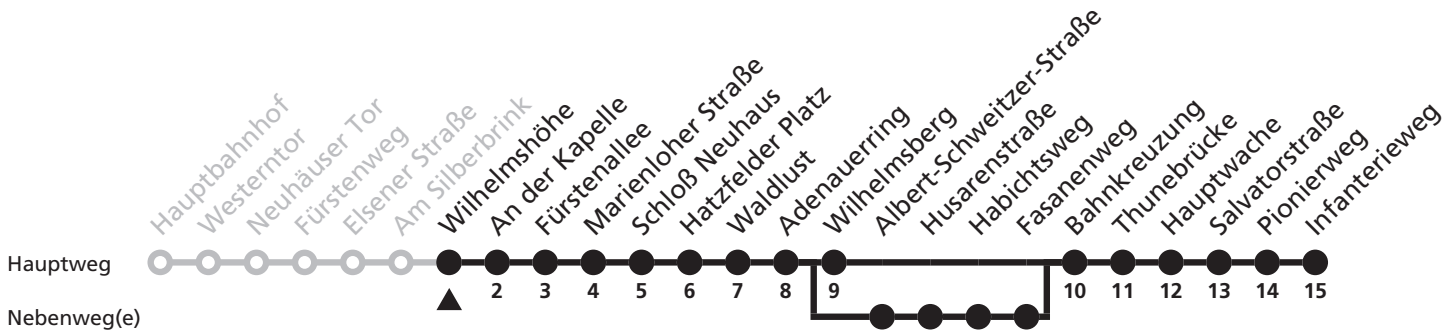 Hauptbahnhof
Westerntor
Neuhäuser Tor
Fürstenweg
Elsener Straße
Am Silberbrink
Wilhelmshöhe
An der Kapelle
Fürstenallee
Marienloher Straße
Schloß Neuhaus
Hatzfelder Platz
Waldlust
Adenauerring
Wilhelmsberg
Albert-Schweitzer-Straße
Husarenstraße
Habichtsweg
Fasanenweg
Bahnkreuzung
Thunebrücke
Hauptwache
Salvatorstraße
Pionierweg
Infanterieweg
Hauptweg
2 3 4 5 6 7 8 9 10 11 12 13 14 15
Nebenweg(e)